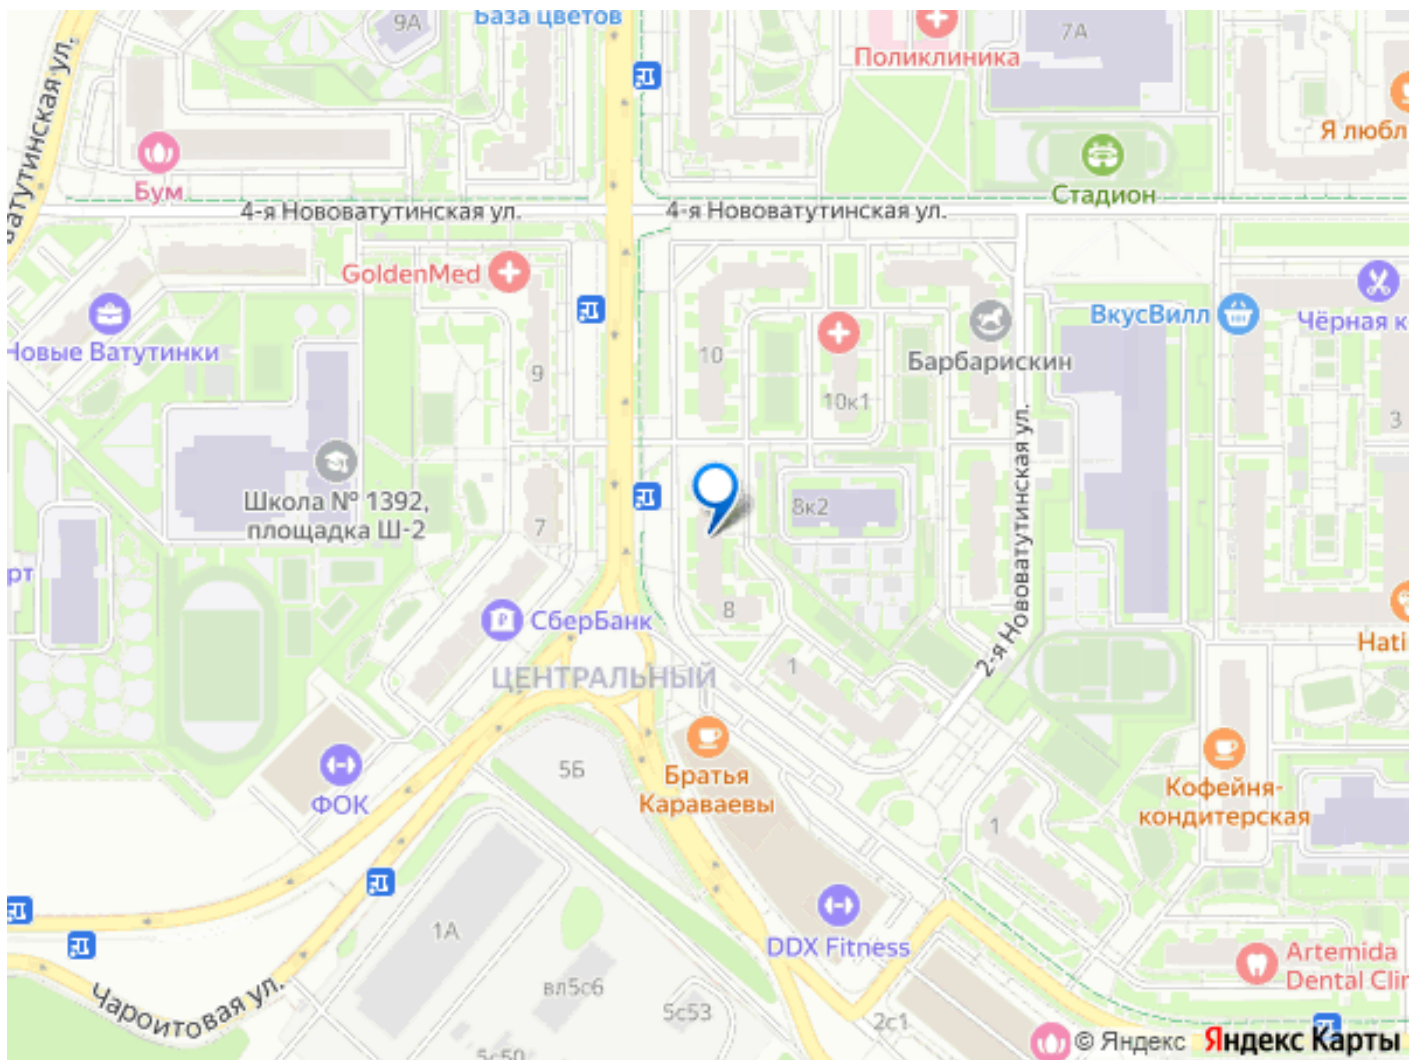 База цветов
9А
7А
Поликлиника
Я любл
Бум
Стадион
4-я Нововатутинская ул.
4-я Нововатутинская ул.
ватутинская ул.
GoldenMed
ВкусВилл
Чёрная к
Новые Ватутинки
Барбарискин
10
9
10к1
3
Школа № 1392,
площадка Ш-2
7
8к2
2-я Нововатутинская ул.
рт
8
СберБанк
Hati
ЦЕНТРАЛЬНЫЙ
1
5Б
Братья
Караваевы
ФОК
Кофейня-
кондитерская
1
1А
DDX Fitness
Artemida
Dental Clin
Чароитовая ул.
вл5с6
5с53
2с1
5с50
© Яндекс Яндекс Карты